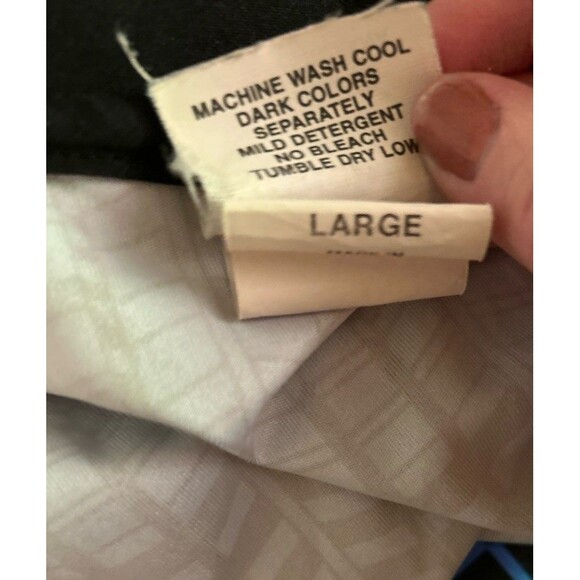 MACHINE WASH COOL
DARK COLORS
SEPARATELY
MILD DETERGENT
NO BLEACH
TUMBLE DRY LOW
LARGE